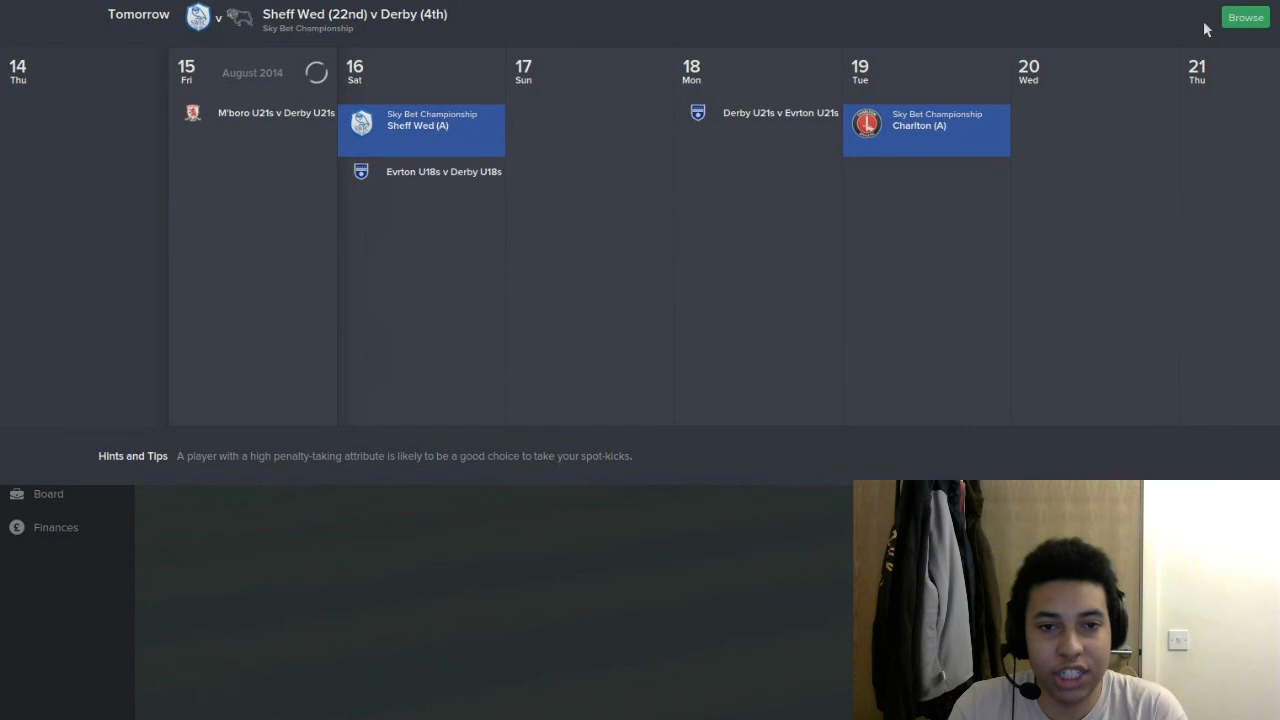 Tomorrow
v
Sheff Wed (22nd) v Derby (4th)
Sky Bet Championship
Browse
14
Thu
15
Fri
August 2014
16
Sat
17
Sun
18
Mon
19
Tue
20
Wed
21
Thu
M'boro U21s v Derby U21s
Sky Bet Championship
Sheff Wed (A)
Evrton U18s v Derby U18s
Derby U21s v Evrton U21s
Sky Bet Championship
Charlton (A)
Hints and Tips A player with a high penalty-taking attribute is likely to be a good choice to take your spot-kicks.
Board
Finances